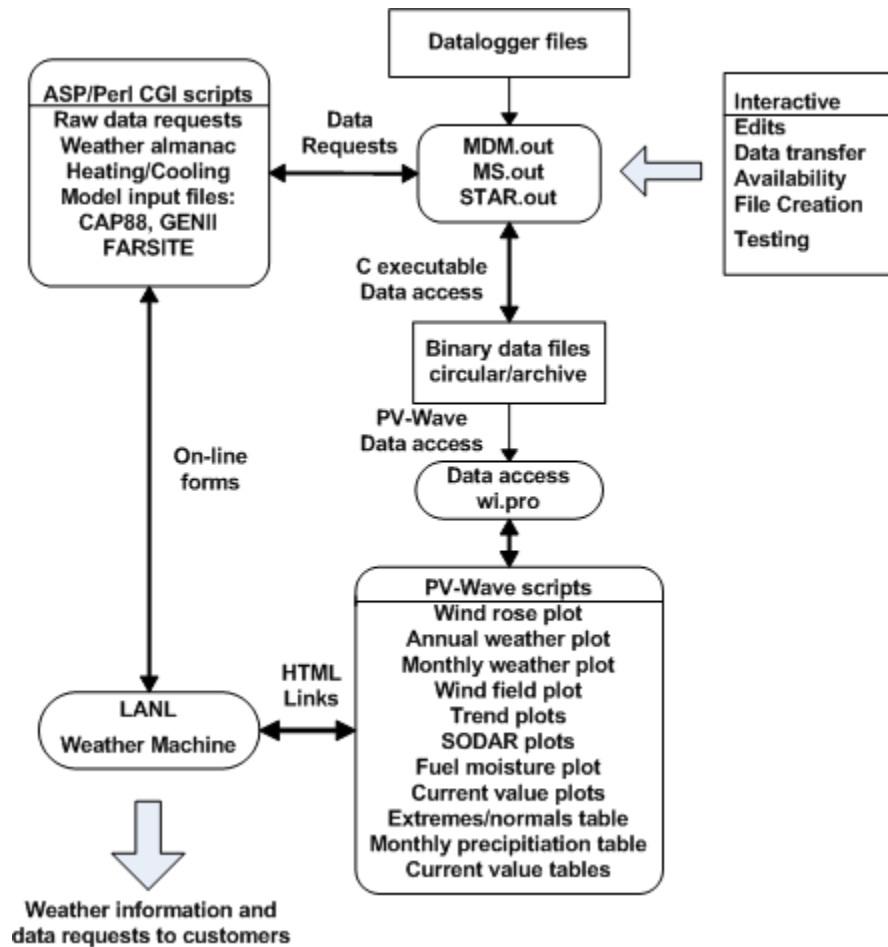 Datalogger files
ASP/Perl CGI scripts
Raw data requests
Weather almanac
Heating/Cooling
Model input files:
CAP88, GENII
FARSITE
Data
Requests
MDM.out
MS.out
STAR.out
Interactive
Edits
Data transfer
Availability
File Creation
Testing
C executable
Data access
Binary data files
circular/archive
PV-Wave
Data access
On-line
forms
Data access
wi.pro
PV-Wave scripts
Wind rose plot
Annual weather plot
Monthly weather plot
Wind field plot
Trend plots
SODAR plots
Fuel moisture plot
Current value plots
Extremes/normals table
Monthly precipitiation table
Current value tables
HTML
Links
LANL
Weather Machine
Weather information and
data requests to customers